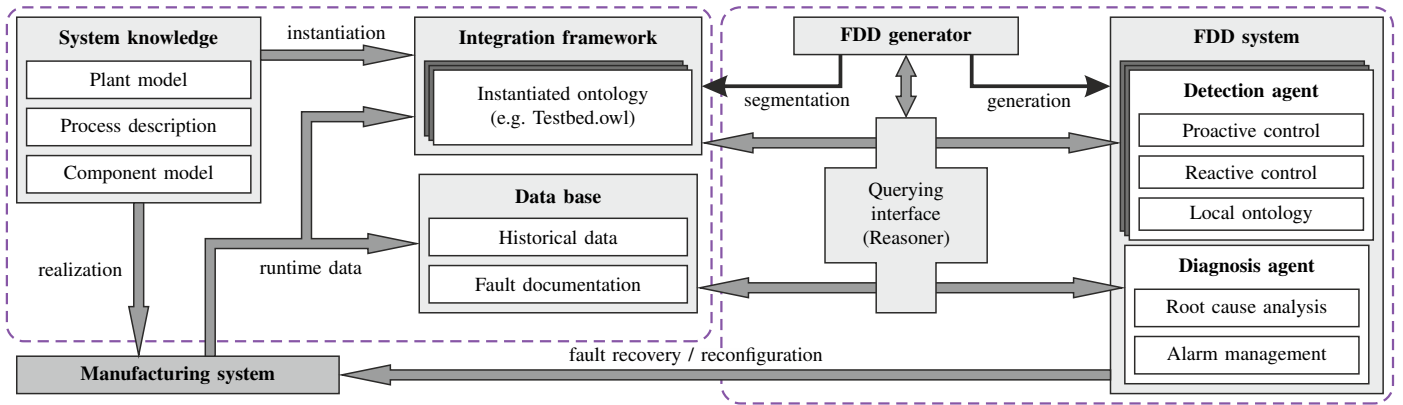 System knowledge
Plant model
Process description
Component model
instantiation
Integration framework
Instantiated ontology
(e.g. Testbed.owl)
Data base
Historical data
Fault documentation
realization
runtime data
Manufacturing system
FDD generator
segmentation
generation
Querying
interface
(Reasoner)
FDD system
Detection agent
Proactive control
Reactive control
Local ontology
Diagnosis agent
Root cause analysis
Alarm management
fault recovery / reconfiguration